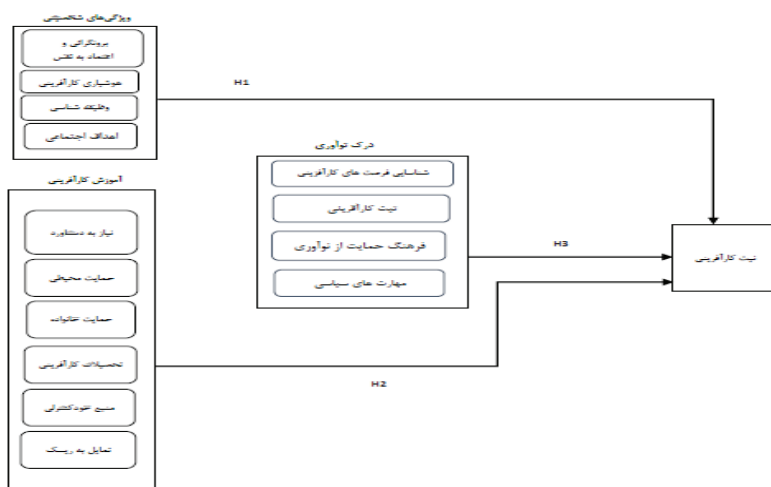 ویژگی‌های شخصیتی
برونگرائی و
اعتماد به نفس
هوشیاری کارآفرینی
وظیفه شناسی
اهداف اجتماعی
H1
درک نوآوری
شناسایی فرصت های کارآفرینی
نیت کارآفرینی
فرهنگ حمایت از نوآوری
مهارت های سیاسی
H3
نیت کارآفرینی
آموزش کارآفرینی
نیاز به دستاورد
حمایت محیطی
حمایت خانواده
تحصیلات کارآفرینی
منبع خودکنترلی
تمایل به ریسک
H2